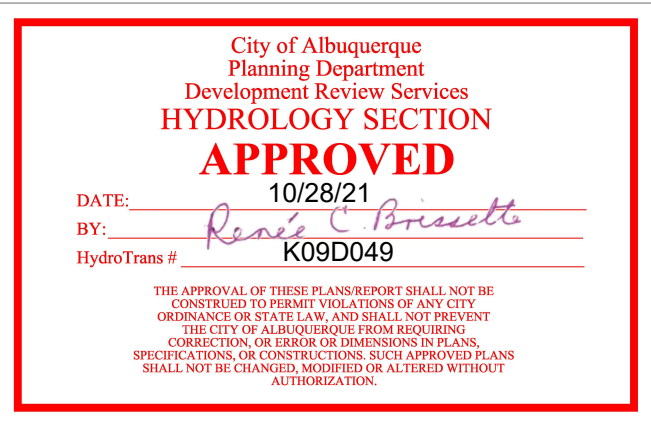 City of Albuquerque
Planning Department
Development Review Services
HYDROLOGY SECTION
APPROVED
DATE: 10/28/21
BY: Renée C. Brissette
HydroTrans # K09D049
THE APPROVAL OF THESE PLANS/REPORT SHALL NOT BE
CONSTRUED TO PERMIT VIOLATIONS OF ANY CITY
ORDINANCE OR STATE LAW, AND SHALL NOT PREVENT
THE CITY OF ALBUQUERQUE FROM REQUIRING
CORRECTION, OR ERROR OR DIMENSIONS IN PLANS,
SPECIFICATIONS, OR CONSTRUCTIONS. SUCH APPROVED PLANS
SHALL NOT BE CHANGED, MODIFIED OR ALTERED WITHOUT
AUTHORIZATION.